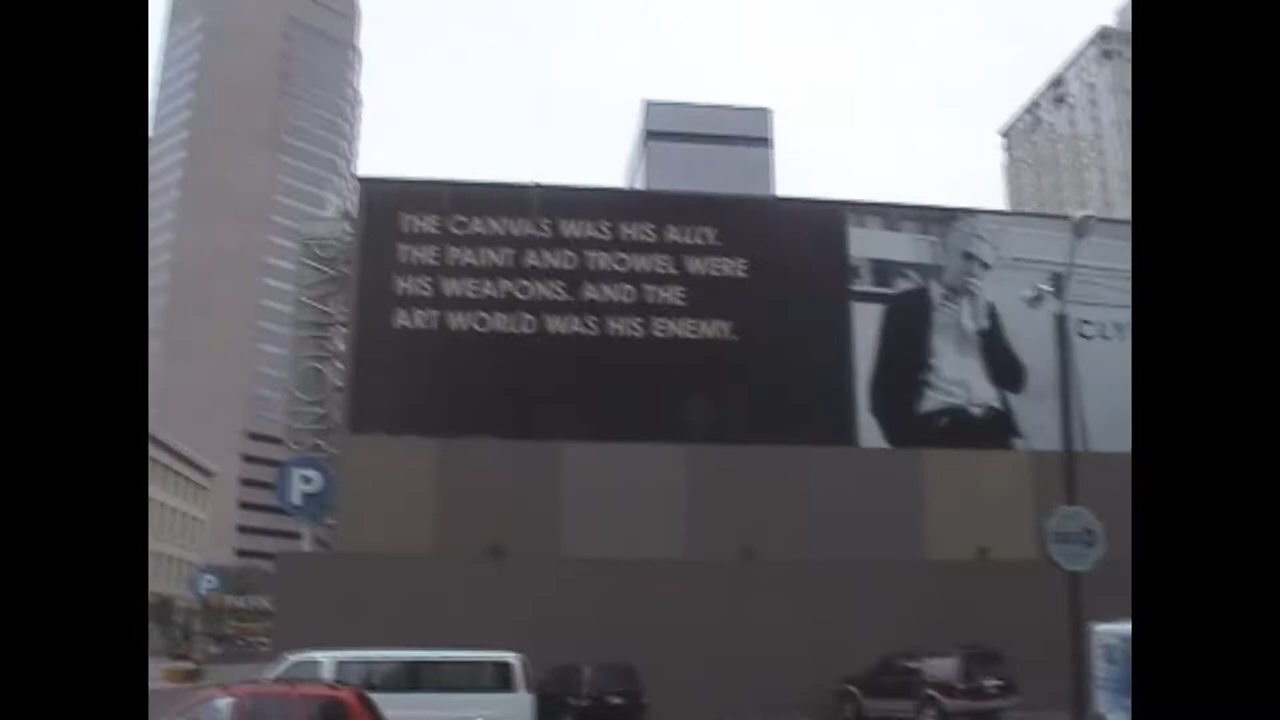 THE CANVAS WAS HIS ALLY.
THE PAINT AND TROWEL WERE
HIS WEAPONS. AND THE
ART WORLD WAS HIS ENEMY.
PAVILIONS
P
P